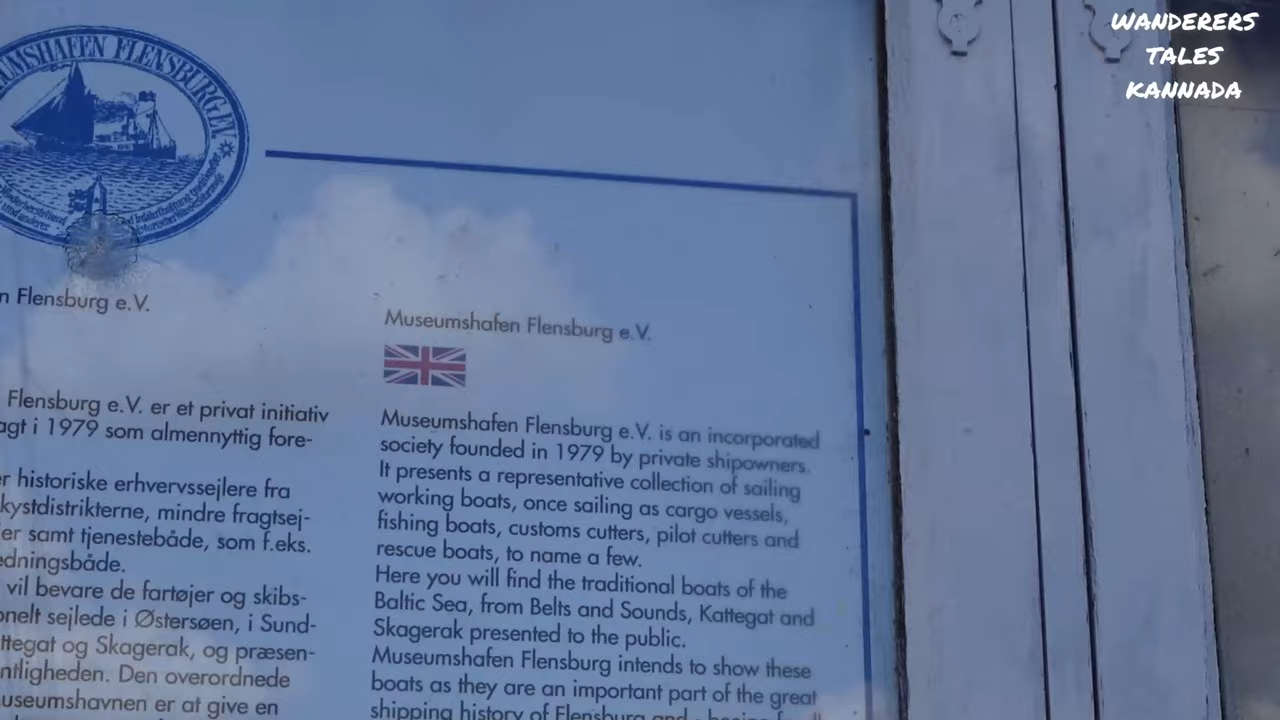 WANDERERS
TALES
KANNADA
UMSHAFEN FLENSBURG E.V.
n Flensburg e.V.
Flensburg e.V. er et privat initiativ
agt i 1979 som almennyttig fore-
er historiske erhvervssejlere fra
kystdistrikterne, mindre fragtsej-
er samt tjenestebåde, som f.eks.
edningsbåde.
vil bevare de fartøjer og skibs-
onelt sejlede i Østersøen, i Sund-
ttegat og Skagerak, og præsen-
ntligheden. Den overordnede
useumshavnen er at give en
Museumshafen Flensburg e.V.
Museumshafen Flensburg e.V. is an incorporated
society founded in 1979 by private shipowners.
It presents a representative collection of sailing
working boats, once sailing as cargo vessels,
fishing boats, customs cutters, pilot cutters and
rescue boats, to name a few.
Here you will find the traditional boats of the
Baltic Sea, from Belts and Sounds, Kattegat and
Skagerak presented to the public.
Museumshafen Flensburg intends to show these
boats as they are an important part of the great
shipping history of Flensburg and